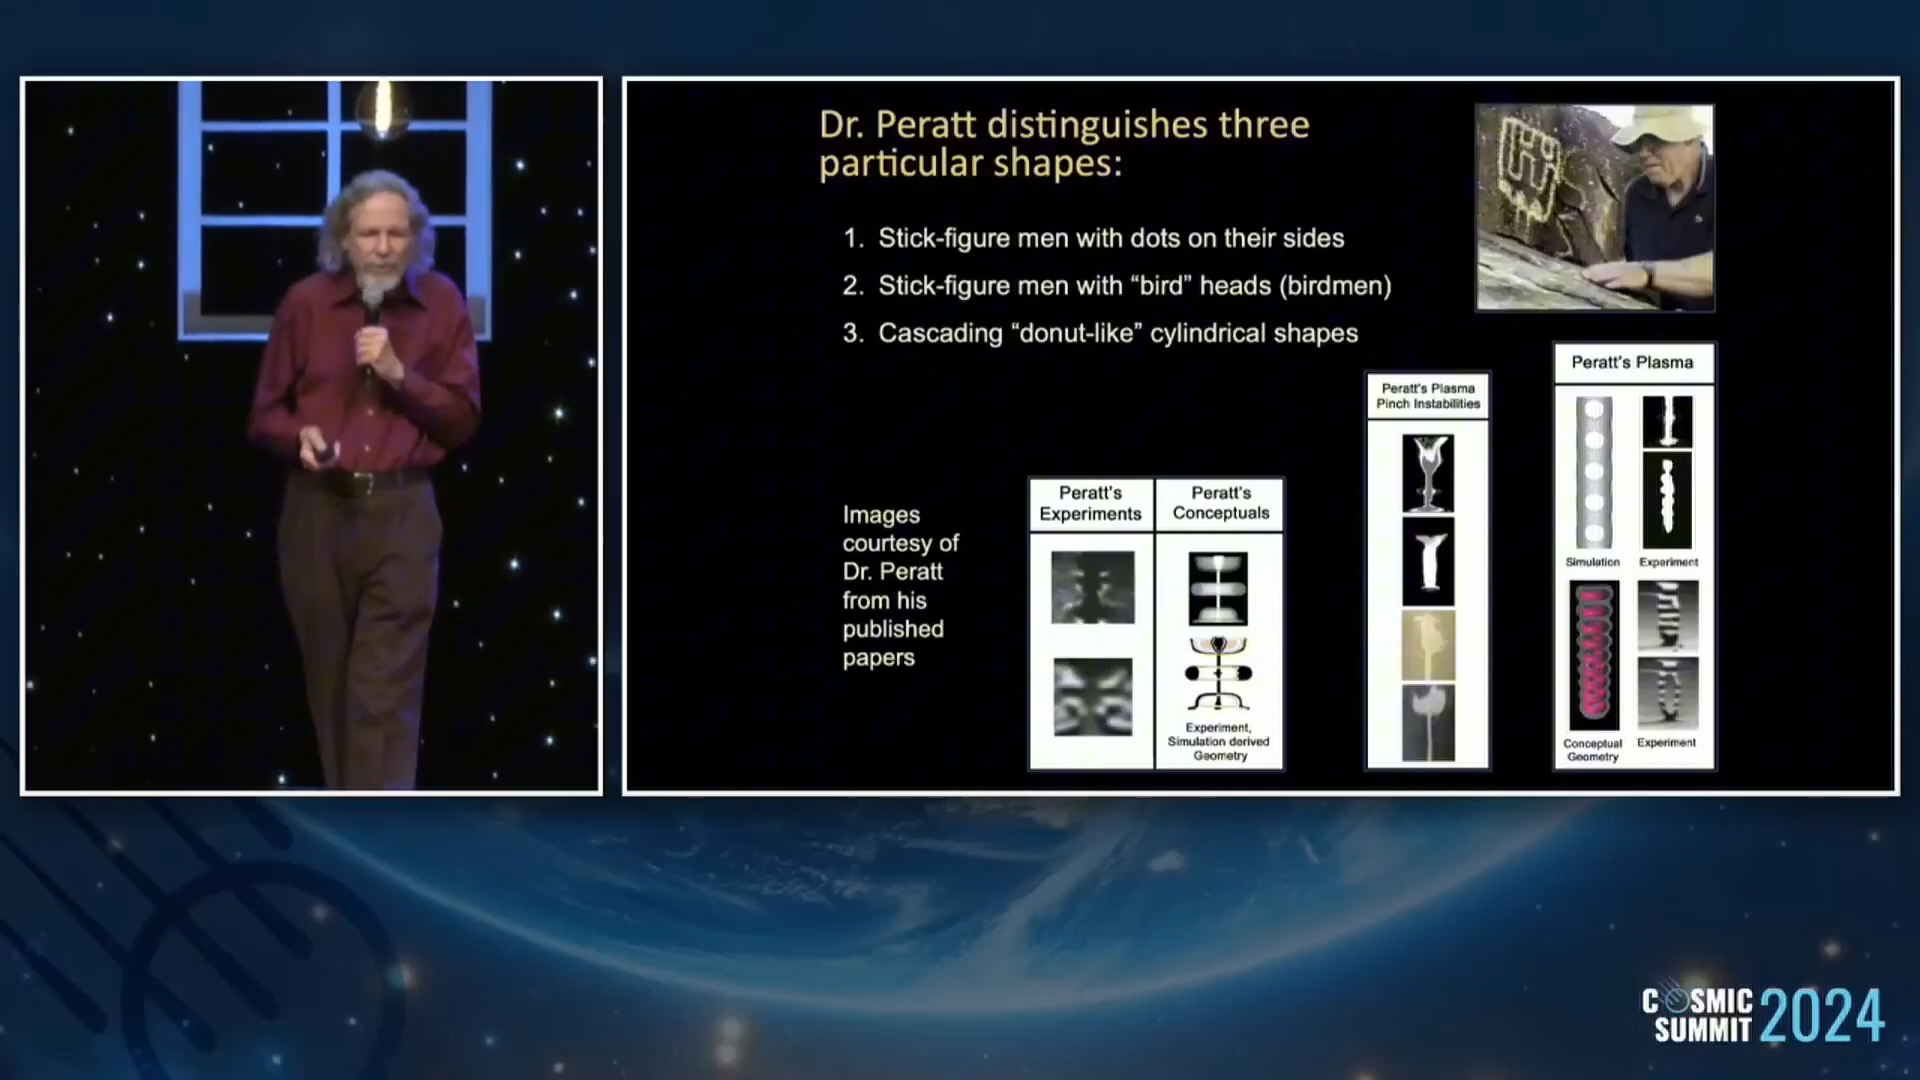 Dr. Peratt distinguishes three
particular shapes:
1. Stick-figure men with dots on their sides
2. Stick-figure men with “bird” heads (birdmen)
3. Cascading “donut-like” cylindrical shapes
Images
courtesy of
Dr. Peratt
from his
published
papers
Peratt's
Experiments
Peratt's
Conceptuals
Experiment,
Simulation derived
Geometry
Peratt's Plasma
Pinch Instabilities
Peratt's Plasma
Simulation
Experiment
Conceptual
Geometry
Experiment
COSMIC
SUMMIT 2024